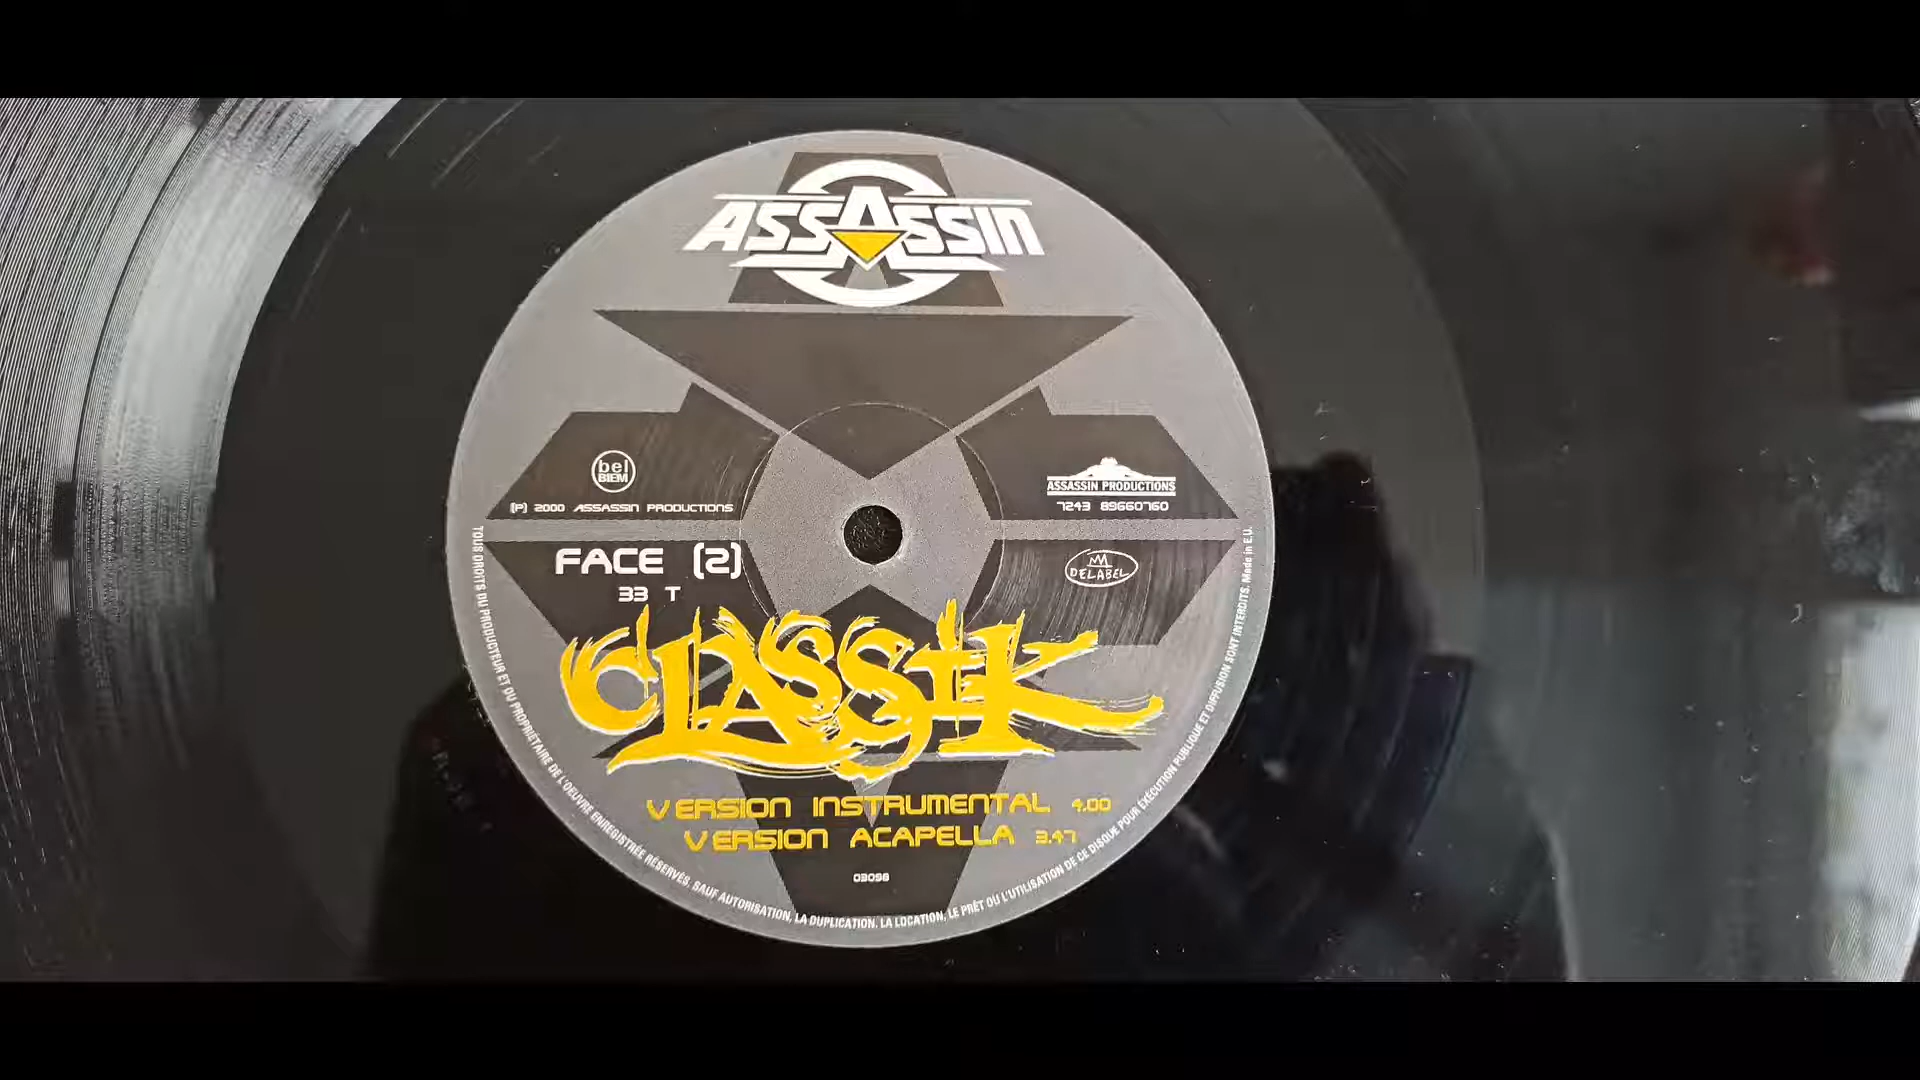 ASSASSIN
bel
BIEM
(P) 2000 ASSASSIN PRODUCTIONS
ASSASSIN PRODUCTIONS
7243 89660760
FACE (2)
33 T
DELABEL
CLASSIK
VERSION INSTRUMENTAL 4.00
VERSION ACAPELLA 3.47
03098
TOUS DROITS DU PRODUCTEUR ET DU PROPRIÉTAIRE DE L'OEUVRE ENREGISTRÉE RÉSERVÉS. SAUF AUTORISATION, LA DUPLICATION, LA LOCATION, LE PRÊT OU L'UTILISATION DE CE DISQUE POUR EXÉCUTION PUBLIQUE ET DIFFUSION SONT INTERDITS. Made in E.U.